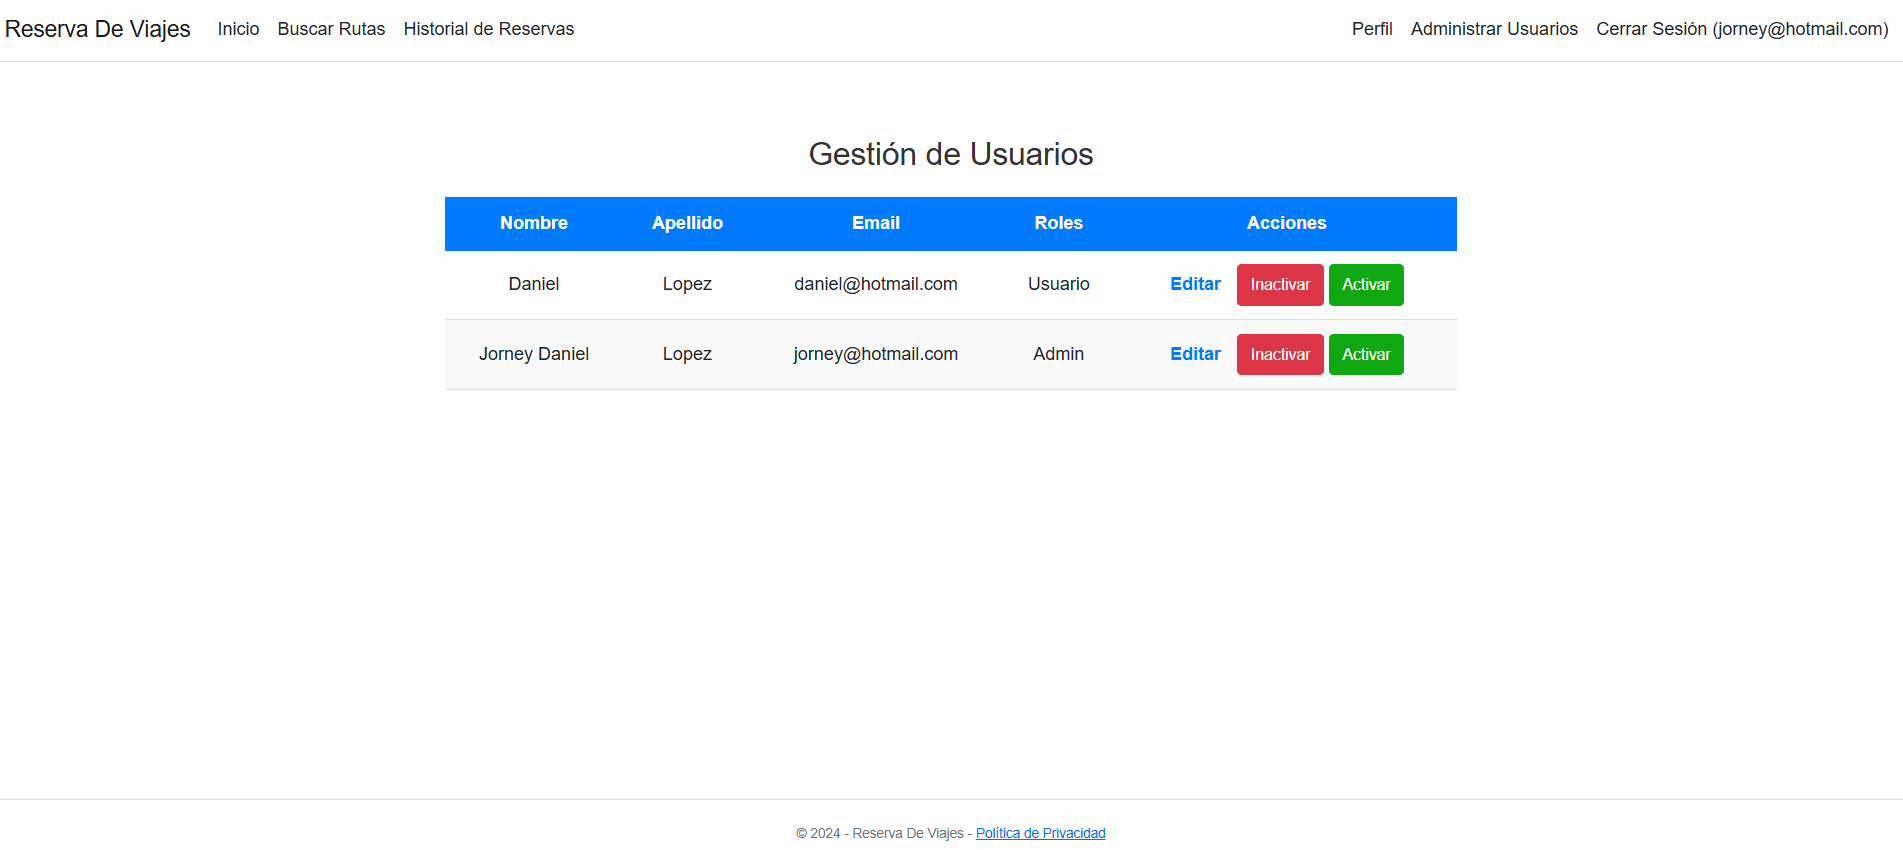 Reserva De Viajes Inicio Buscar Rutas Historial de Reservas Perfil Administrar Usuarios Cerrar Sesión (jorney@hotmail.com)
Gestión de Usuarios
Nombre Apellido Email Roles Acciones
Daniel Lopez daniel@hotmail.com Usuario Editar Inactivar Activar
Jorney Daniel Lopez jorney@hotmail.com Admin Editar Inactivar Activar
© 2024 - Reserva De Viajes - Política de Privacidad